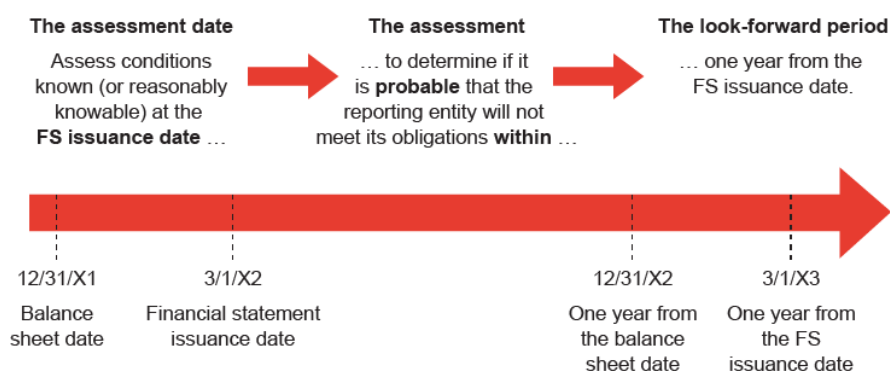 The assessment date
Assess conditions
known (or reasonably
knowable) at the
FS issuance date …
The assessment
… to determine if it
is probable that the
reporting entity will not
meet its obligations within …
The look-forward period
… one year from the
FS issuance date.
12/31/X1
Balance
sheet date
3/1/X2
Financial statement
issuance date
12/31/X2
One year from
the balance
sheet date
3/1/X3
One year from
the FS
issuance date